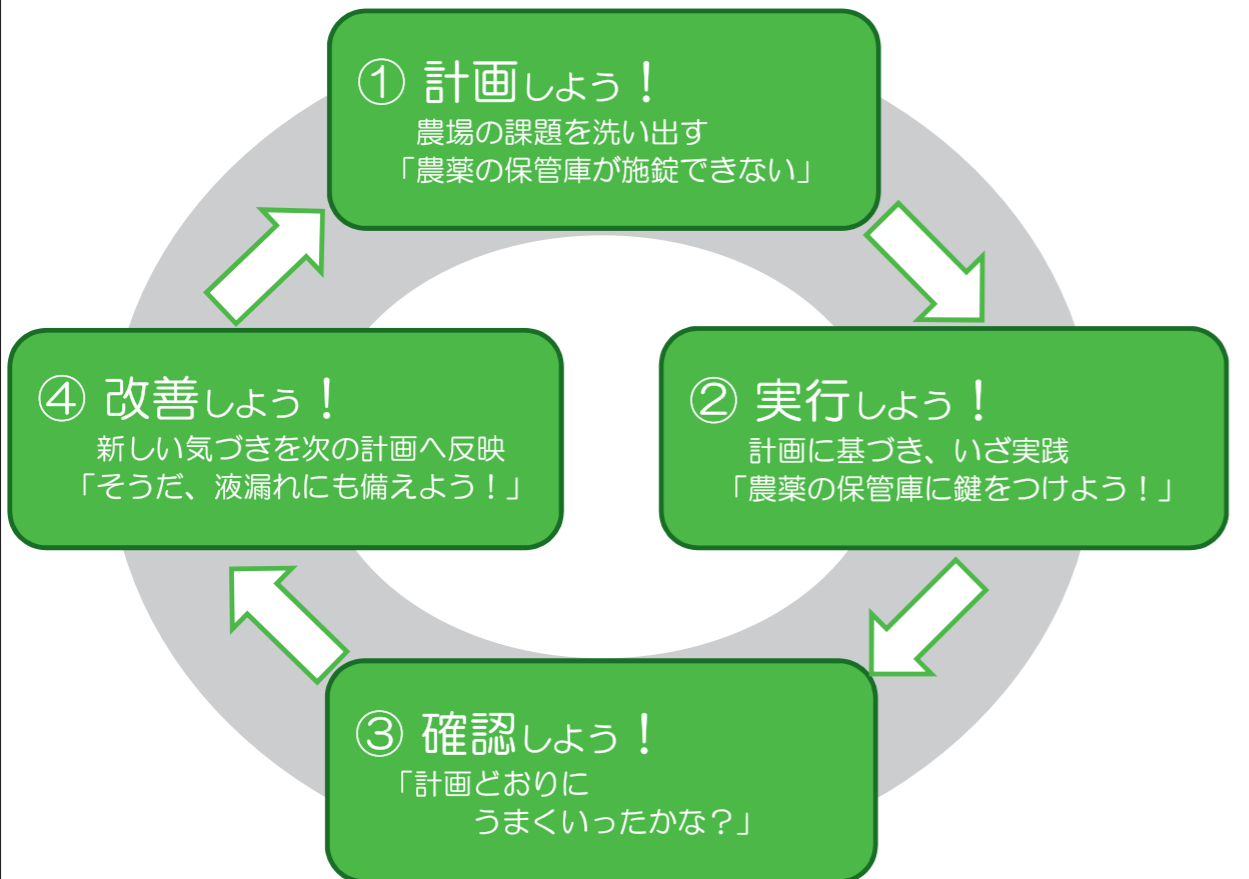 ① 計画しよう！
農場の課題を洗い出す
「農薬の保管庫が施錠できない」
② 実行しよう！
計画に基づき、いざ実践
「農薬の保管庫に鍵をつけよう！」
③ 確認しよう！
「計画どおりに
うまくいったかな？」
④ 改善しよう！
新しい気づきを次の計画へ反映
「そうだ、液漏れにも備えよう！」